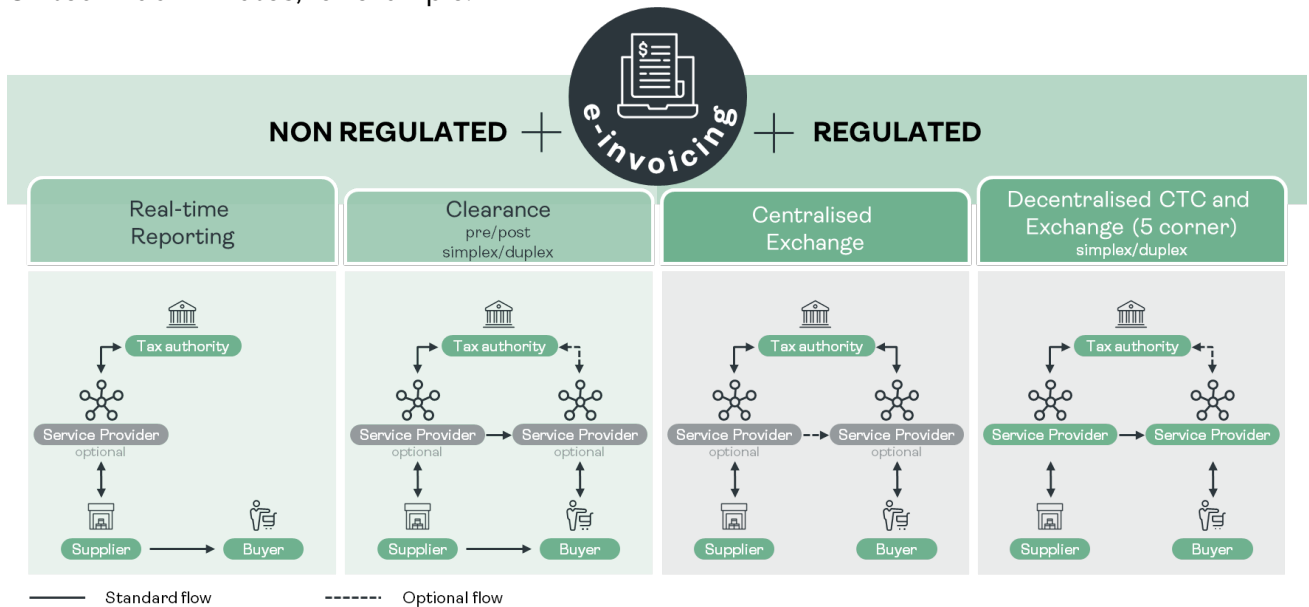 NON REGULATED
e-invoicing
$
REGULATED
Real-time
Reporting
Clearance
pre/post
simplex/duplex
Centralised
Exchange
Decentralised CTC and
Exchange (5 corner)
simplex/duplex
Tax authority
Service Provider
optional
Supplier
Buyer
Tax authority
Service Provider
Service Provider
optional
optional
Supplier
Buyer
Tax authority
Service Provider
Service Provider
optional
optional
Supplier
Buyer
Tax authority
Service Provider
Service Provider
Supplier
Buyer
Standard flow
Optional flow